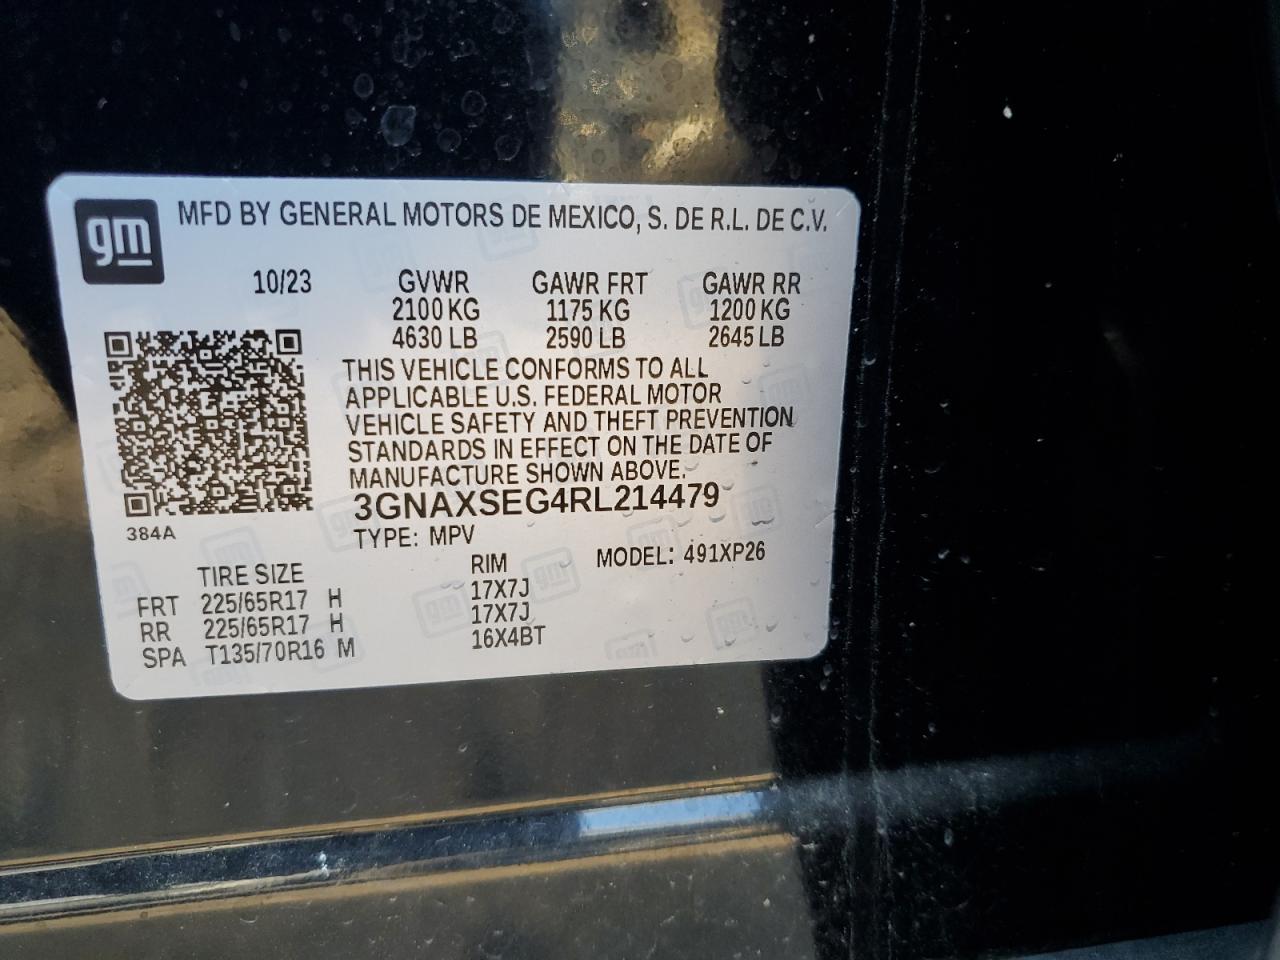 gm
MFD BY GENERAL MOTORS DE MEXICO, S. DE R.L. DE C.V.
10/23 GVWR GAWR FRT GAWR RR
2100 KG 1175 KG 1200 KG
4630 LB 2590 LB 2645 LB
THIS VEHICLE CONFORMS TO ALL
APPLICABLE U.S. FEDERAL MOTOR
VEHICLE SAFETY AND THEFT PREVENTION
STANDARDS IN EFFECT ON THE DATE OF
MANUFACTURE SHOWN ABOVE.
3GNAXSEG4RL214479
384A
TYPE: MPV
MODEL: 491XP26
TIRE SIZE RIM
FRT 225/65R17 H 17X7J
RR 225/65R17 H 17X7J
SPA T135/70R16 M 16X4BT